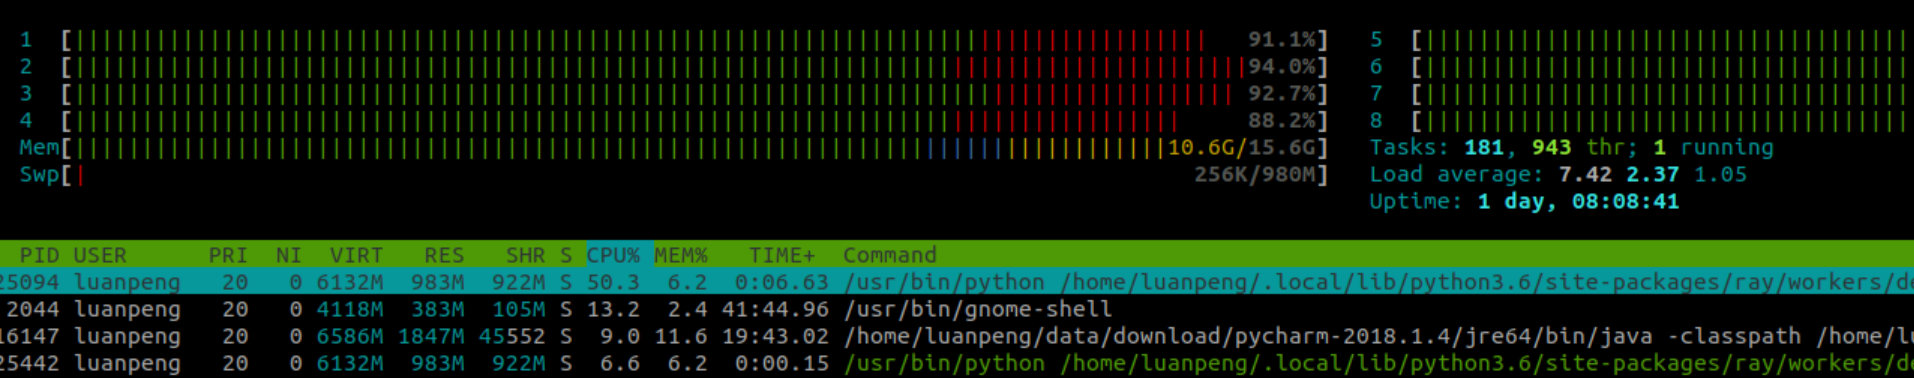 1 [|||||||||||||||||||||||||||||||||||||||||||||||||||||||||||||||||||||||||||||||||||| 91.1%] 5 [||||||||||||||||||||||||||||||||||||
2 [|||||||||||||||||||||||||||||||||||||||||||||||||||||||||||||||||||||||||||||||||||||||94.0%] 6 [||||||||||||||||||||||||||||||||||||
3 [|||||||||||||||||||||||||||||||||||||||||||||||||||||||||||||||||||||||||||||||||||||| 92.7%] 7 [||||||||||||||||||||||||||||||||||||
4 [|||||||||||||||||||||||||||||||||||||||||||||||||||||||||||||||||||||||||||||||||| 88.2%] 8 [||||||||||||||||||||||||||||||||||||
Mem[|||||||||||||||||||||||||||||||||||||||||||||||||||||||||||||||||||||||||||||||||10.6G/15.6G] Tasks: 181, 943 thr; 1 running
Swp[| 256K/980M] Load average: 7.42 2.37 1.05
Uptime: 1 day, 08:08:41
PID USER PRI NI VIRT RES SHR S CPU% MEM% TIME+ Command
25094 luanpeng 20 0 6132M 983M 922M S 50.3 6.2 0:06.63 /usr/bin/python /home/luanpeng/.local/lib/python3.6/site-packages/ray/workers/de
2044 luanpeng 20 0 4118M 383M 105M S 13.2 2.4 41:44.96 /usr/bin/gnome-shell
16147 luanpeng 20 0 6586M 1847M 45552 S 9.0 11.6 19:43.02 /home/luanpeng/data/download/pycharm-2018.1.4/jre64/bin/java -classpath /home/lu
25442 luanpeng 20 0 6132M 983M 922M S 6.6 6.2 0:00.15 /usr/bin/python /home/luanpeng/.local/lib/python3.6/site-packages/ray/workers/de